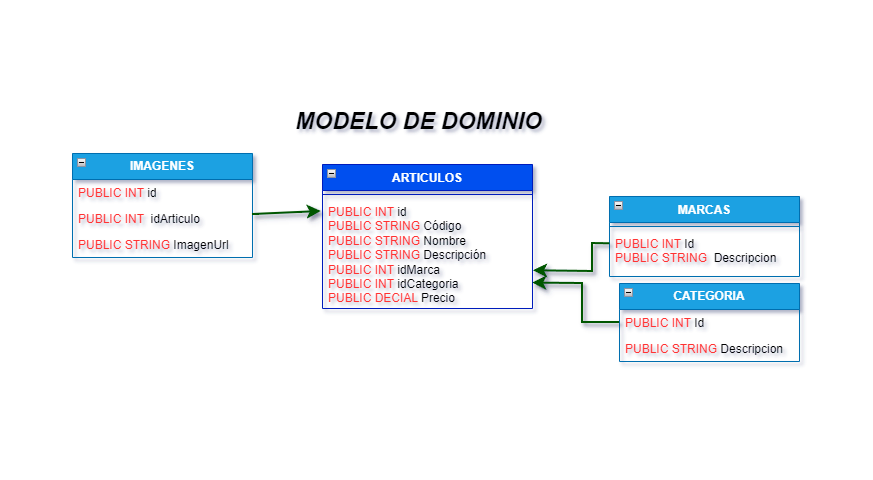 MODELO DE DOMINIO
IMAGENES
PUBLIC INT id
PUBLIC INT idArticulo
PUBLIC STRING ImagenUrl
ARTICULOS
PUBLIC INT id
PUBLIC STRING Código
PUBLIC STRING Nombre
PUBLIC STRING Descripción
PUBLIC INT idMarca
PUBLIC INT idCategoria
PUBLIC DECIAL Precio
MARCAS
PUBLIC INT Id
PUBLIC STRING Descripcion
CATEGORIA
PUBLIC INT Id
PUBLIC STRING Descripcion